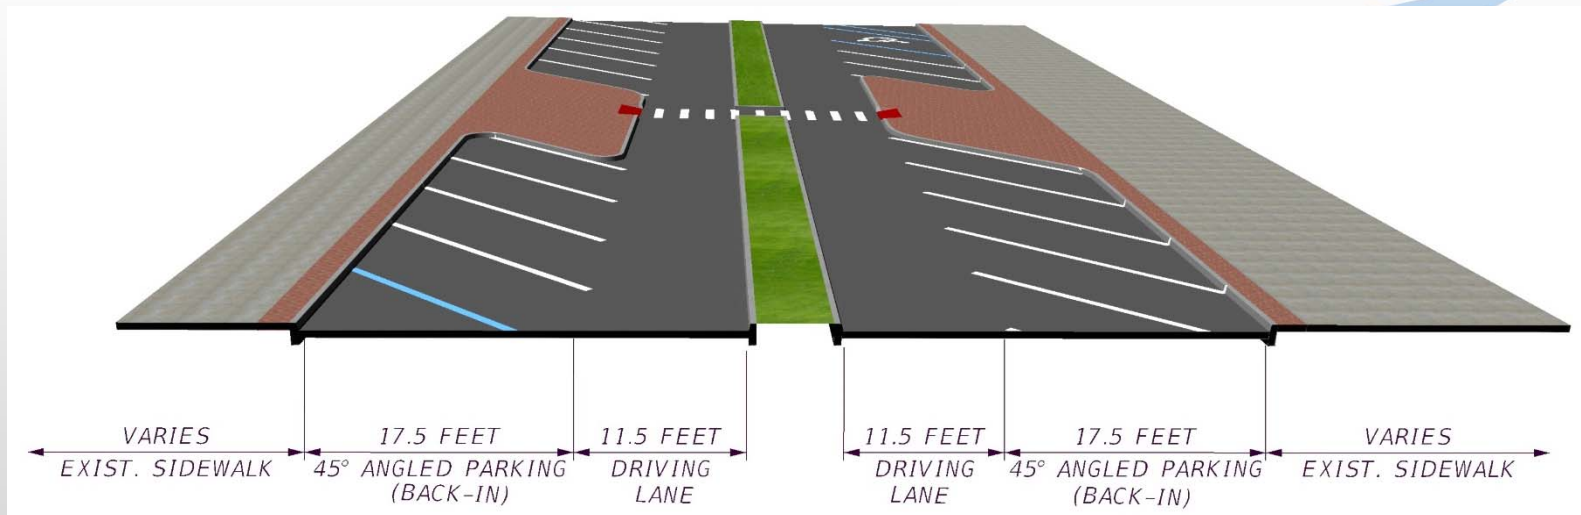 VARIES
EXIST. SIDEWALK
17.5 FEET
45° ANGLED PARKING
(BACK-IN)
11.5 FEET
DRIVING
LANE
11.5 FEET
DRIVING
LANE
17.5 FEET
45° ANGLED PARKING
(BACK-IN)
VARIES
EXIST. SIDEWALK